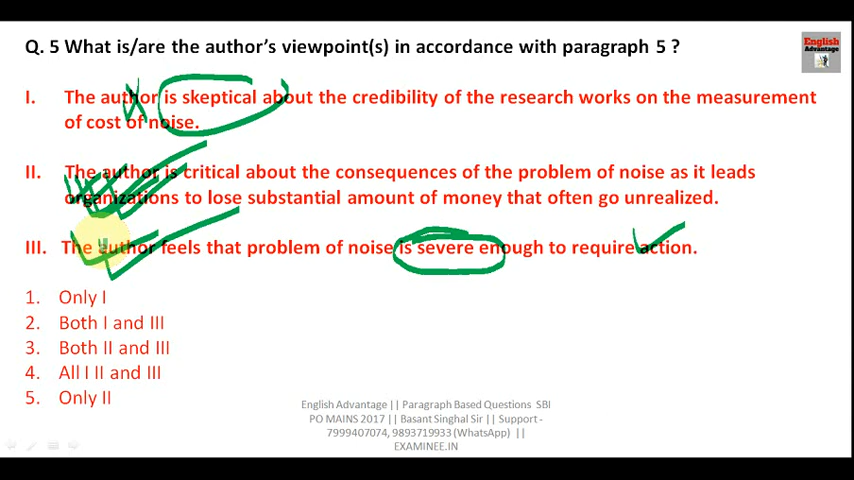 Q. 5 What is/are the author's viewpoint(s) in accordance with paragraph 5 ?
English
Advantage
I. The author is skeptical about the credibility of the research works on the measurement
of cost of noise.
II. The author is critical about the consequences of the problem of noise as it leads
organizations to lose substantial amount of money that often go unrealized.
III. The author feels that problem of noise is severe enough to require action.
1. Only I
2. Both I and III
3. Both II and III
4. All I II and III
5. Only II
English Advantage || Paragraph Based Questions SBI
PO MAINS 2017 || Basant Singhal Sir || Support -
7999407074, 9893719933 (WhatsApp) ||
EXAMINEE.IN